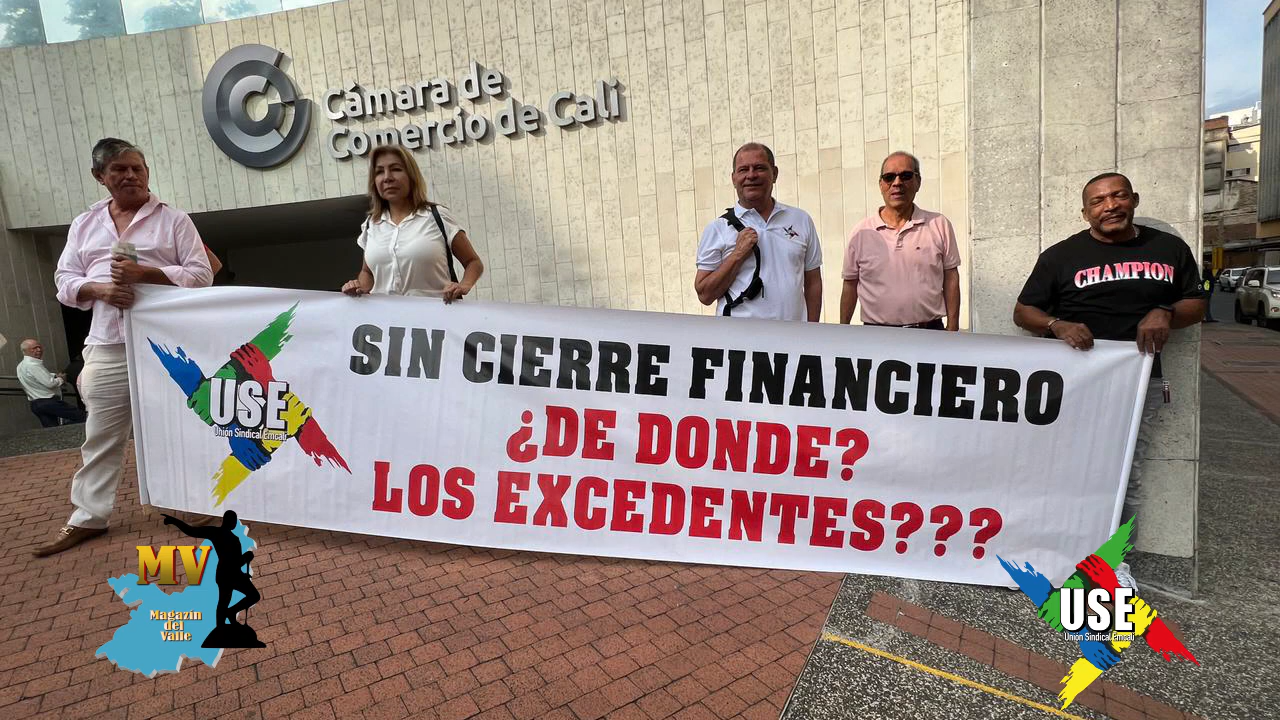 Cámara de
Comercio de Cali
CHAMPION
USE
Unión Sindical Emcali
SIN CIERRE FINANCIERO
¿DE DONDE?
LOS EXCEDENTES???
MV
Magazín
del
Valle
USE
Unión Sindical Emcali